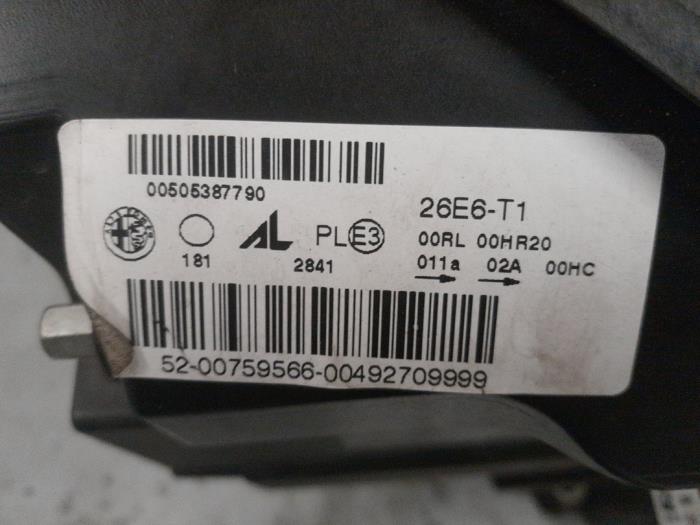 00505387790
26E6-T1
AL PL E3 00RL 00HR20
181 2841 011a 02A 00HC
52-00759566-00492709999